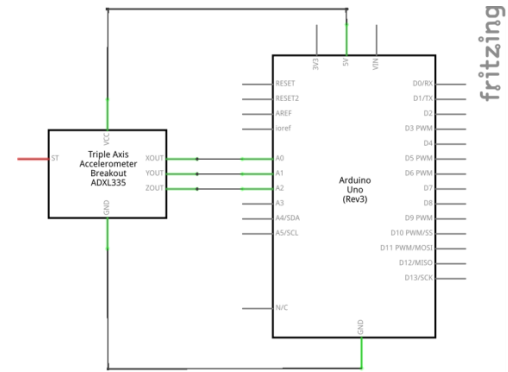 fritzing
3V3
5V
VIN
RESET
RESET2
AREF
ioref
A0
A1
A2
A3
A4/SDA
A5/SCL
N/C
GND
D0/RX
D1/TX
D2
D3 PWM
D4
D5 PWM
D6 PWM
D7
D8
D9 PWM
D10 PWM/SS
D11 PWM/MOSI
D12/MISO
D13/SCK
Arduino
Uno
(Rev3)
VCC
ST
Triple Axis
Accelerometer
Breakout
ADXL335
XOUT
YOUT
ZOUT
GND